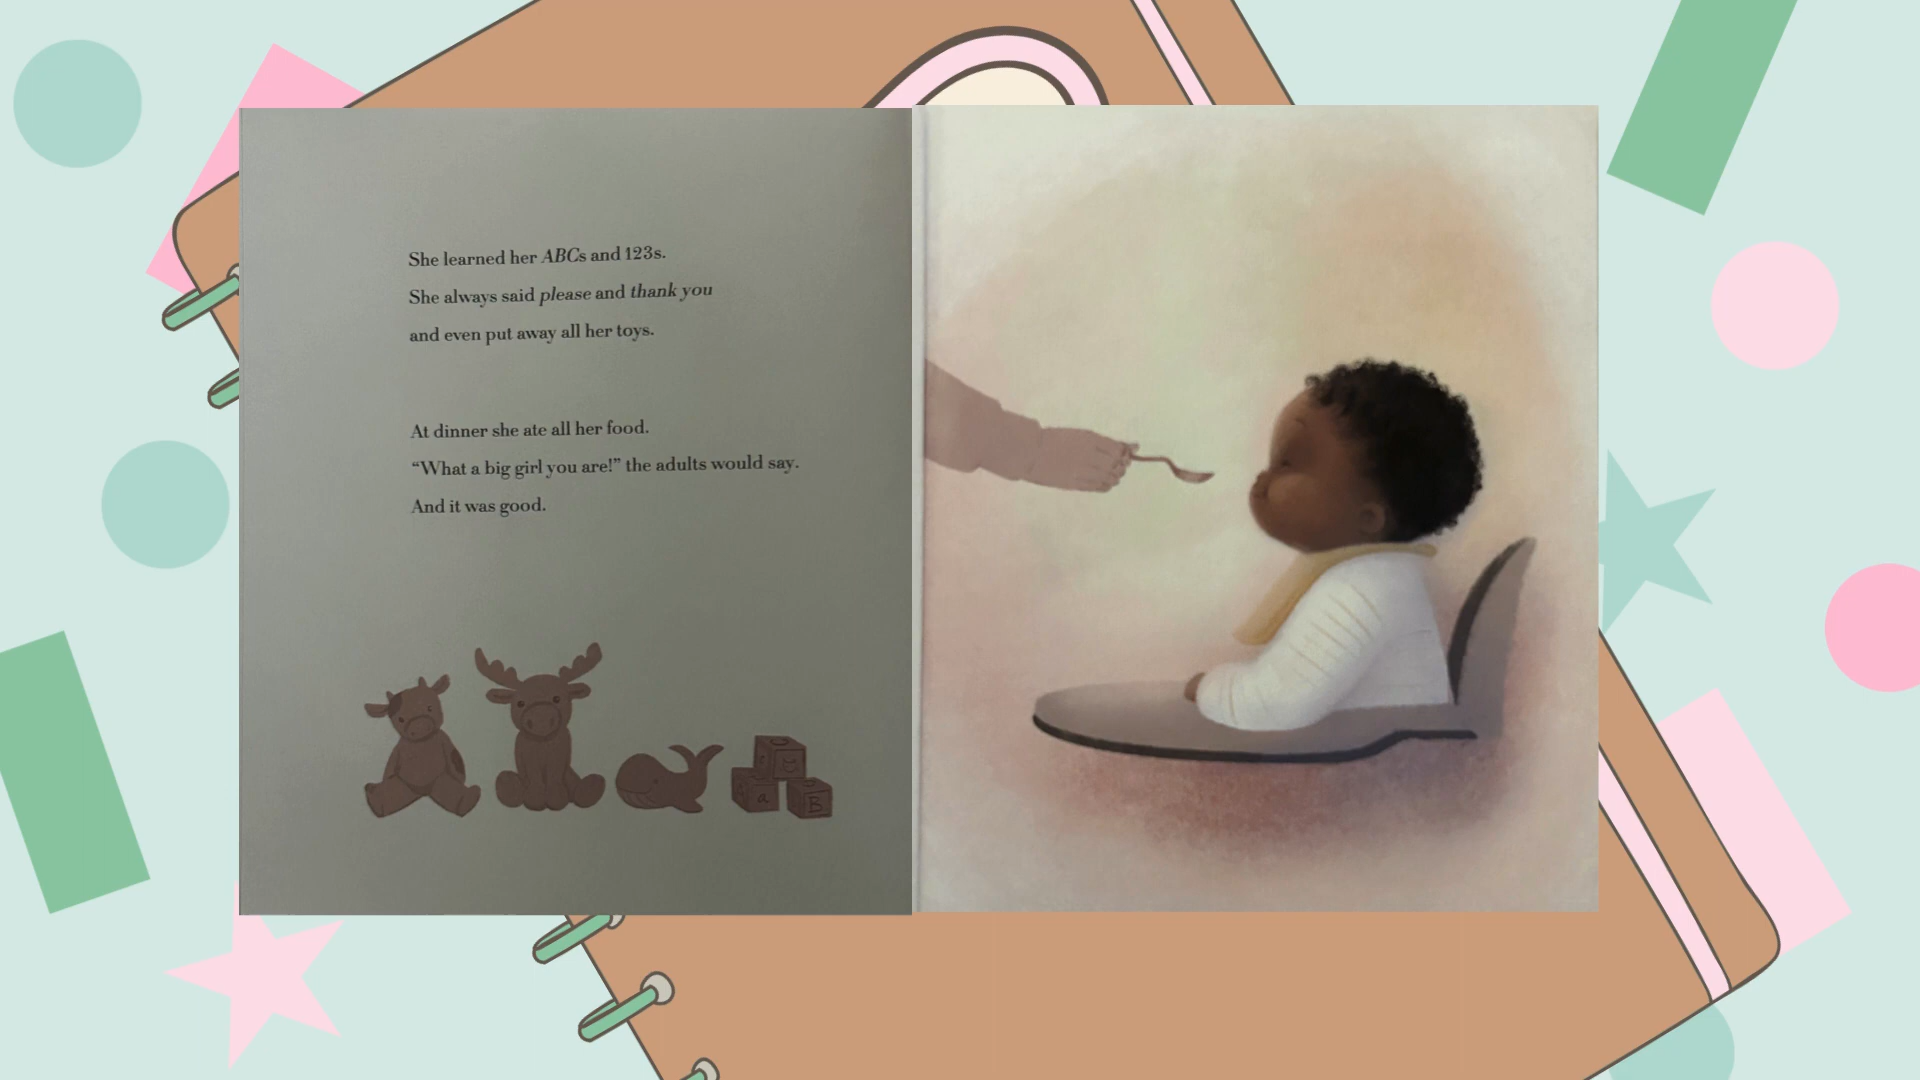 She learned her ABCs and 123s.
She always said please and thank you
and even put away all her toys.
At dinner she ate all her food.
“What a big girl you are!” the adults would say.
And it was good.
a
B